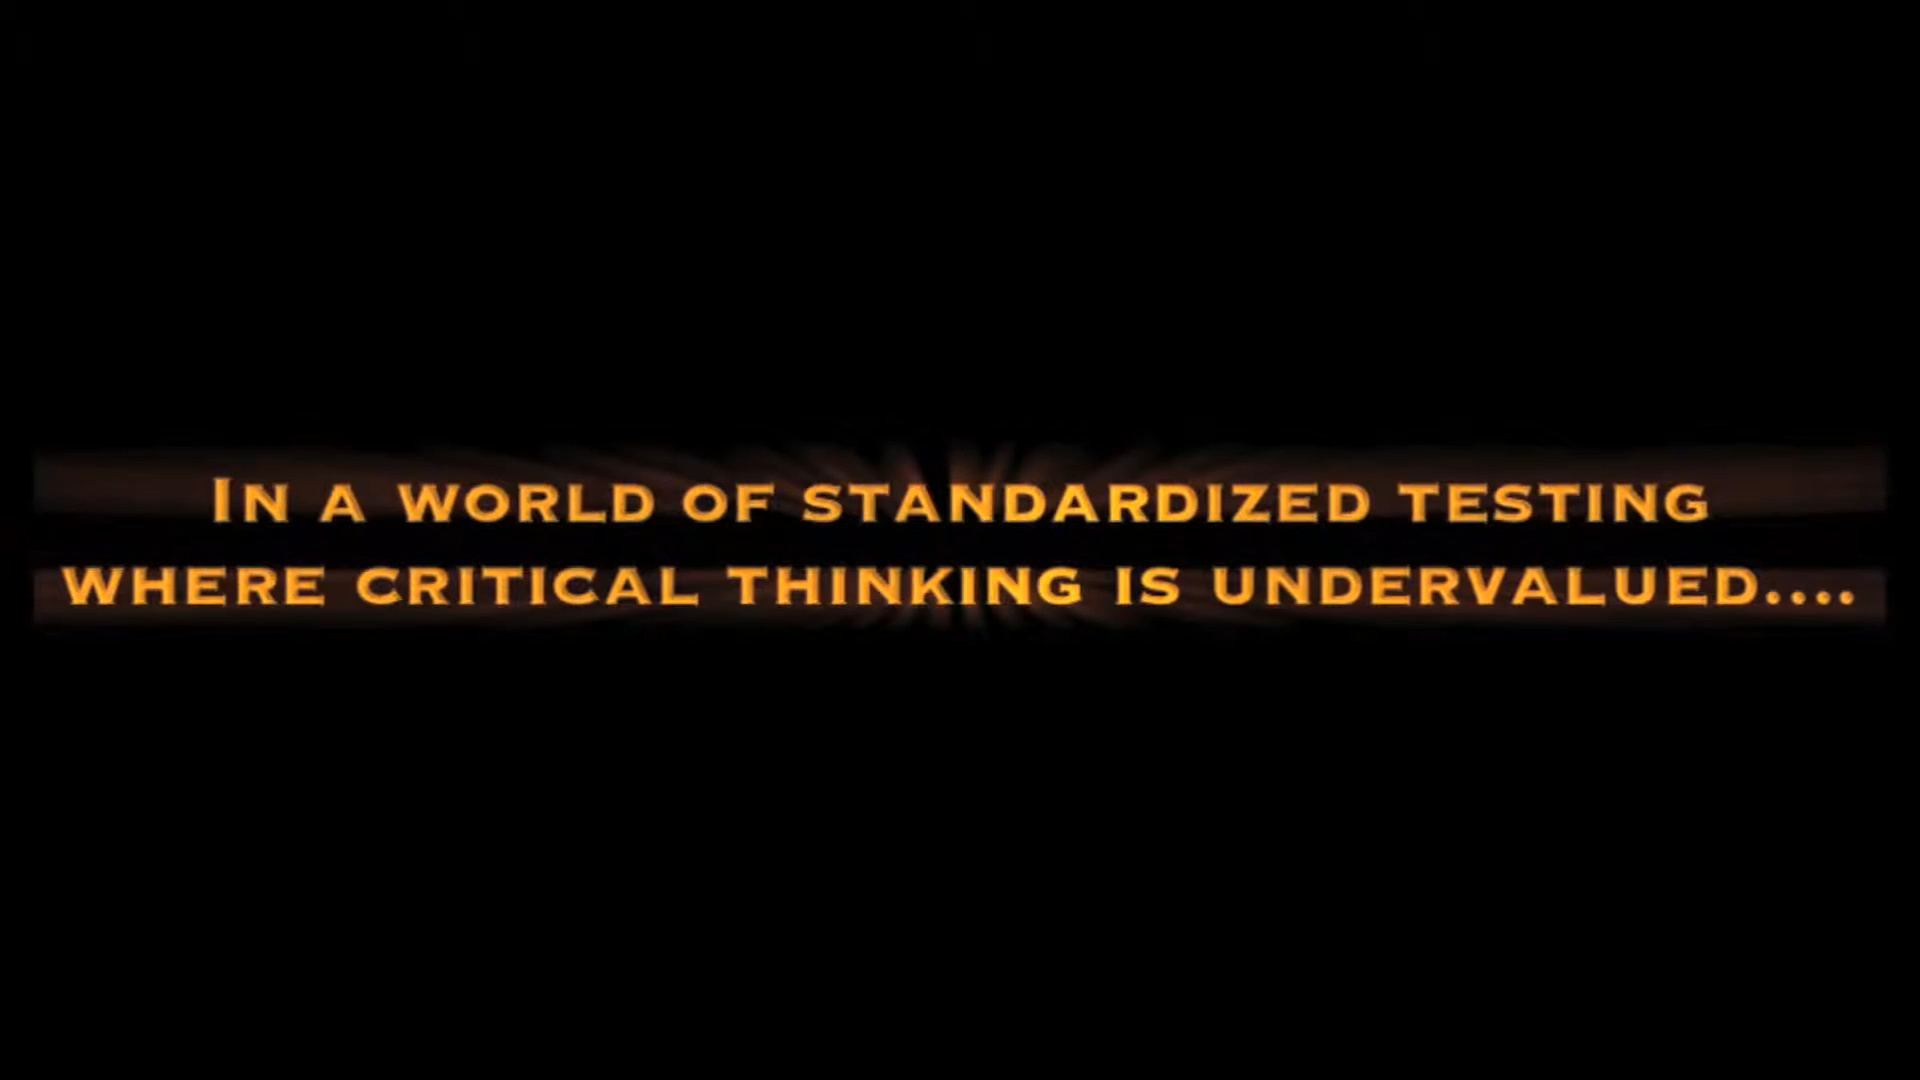 In a world of standardized testing
where critical thinking is undervalued....